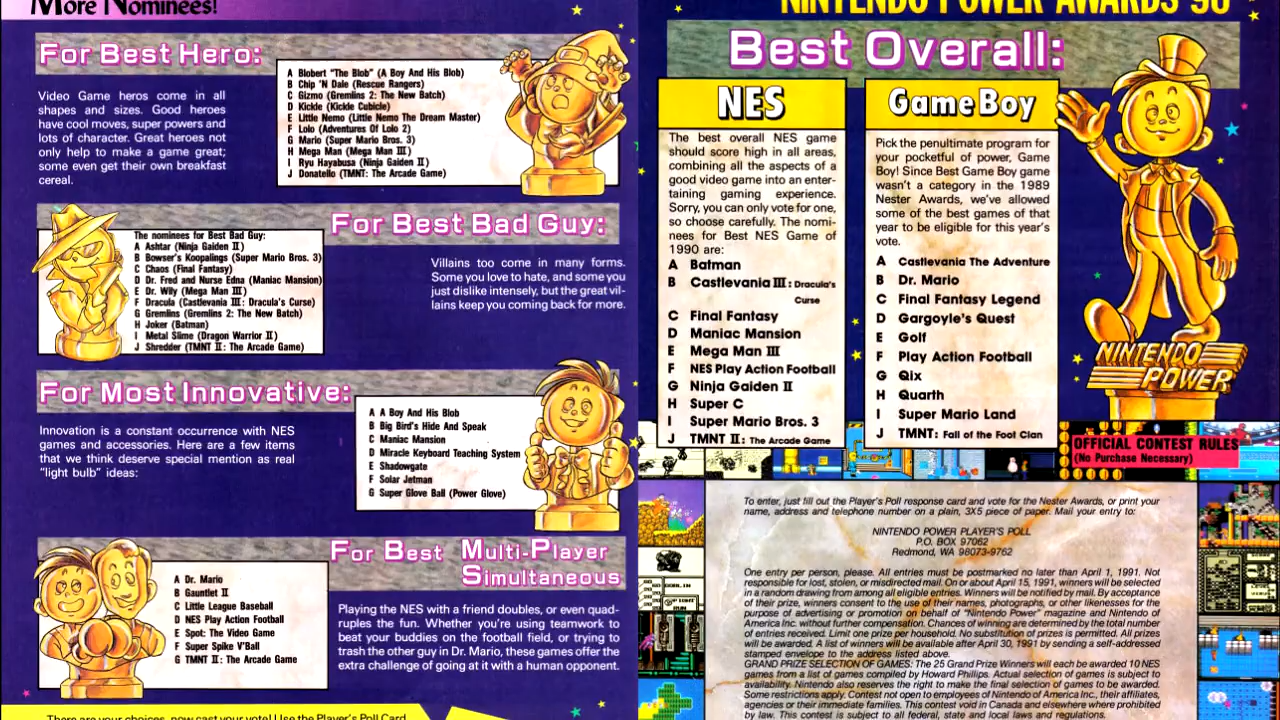 More Nominees!
For Best Hero:
Video Game heroes come in all
shapes and sizes. Good heroes
have cool moves, super powers and
lots of character. Great heroes not
only help to make a game great;
some even get their own breakfast
cereal.
A Blobert "The Blob" (A Boy And His Blob)
B Chip 'N Dale (Rescue Rangers)
C Gizmo (Gremlins 2: The New Batch)
D Kickle (Kickle Cubicle)
E Little Nemo (Little Nemo The Dream Master)
F Lolo (Adventures Of Lolo 2)
G Mario (Super Mario Bros. 3)
H Mega Man (Mega Man III)
I Ryu Hayabusa (Ninja Gaiden II)
J Donatello (TMNT: The Arcade Game)
For Best Bad Guy:
The nominees for Best Bad Guy:
A Ashtar (Ninja Gaiden II)
B Bowser's Koopalings (Super Mario Bros. 3)
C Chaos (Final Fantasy)
D Dr. Fred and Nurse Edna (Maniac Mansion)
E Dr. Wily (Mega Man III)
F Dracula (Castlevania III: Dracula's Curse)
G Gremlins (Gremlins 2: The New Batch)
H Joker (Batman)
I Metal Slime (Dragon Warrior II)
J Shredder (TMNT II: The Arcade Game)
Villains too come in many forms.
Some you love to hate, and some you
just dislike intensely, but the great vil-
lains keep you coming back for more.
For Most Innovative:
Innovation is a constant occurrence with NES
games and accessories. Here are a few items
that we think deserve special mention as real
"light bulb" ideas:
A A Boy And His Blob
B Big Bird's Hide And Speak
C Maniac Mansion
D Miracle Keyboard Teaching System
E Shadowgate
F Solar Jetman
G Super Glove Ball (Power Glove)
For Best Multi-Player
Simultaneous
A Dr. Mario
B Gauntlet II
C Little League Baseball
D NES Play Action Football
E Spot: The Video Game
F Super Spike V'Ball
G TMNT II: The Arcade Game
Playing the NES with a friend doubles, or even quad-
ruples the fun. Whether you're using teamwork to
beat your buddies on the football field, or trying to
trash the other guy in Dr. Mario, these games offer the
extra challenge of going at it with a human opponent.
There are your choices, now cast your vote! Use the Player's Poll Card
NINTENDO POWER AWARDS '90
Best Overall:
NES
The best overall NES game
should score high in all areas,
combining all the aspects of a
good video game into an enter-
taining gaming experience.
Sorry, you can only vote for one,
so choose carefully. The nomi-
nees for Best NES Game of
1990 are:
A Batman
B Castlevania III: Dracula's
Curse
C Final Fantasy
D Maniac Mansion
E Mega Man III
F NES Play Action Football
G Ninja Gaiden II
H Super C
I Super Mario Bros. 3
J TMNT II: The Arcade Game
Game Boy
Pick the penultimate program for
your pocketful of power, Game
Boy! Since Best Game Boy game
wasn't a category in the 1989
Nester Awards, we've allowed
some of the best games of that
year to be eligible for this year's
vote.
A Castlevania The Adventure
B Dr. Mario
C Final Fantasy Legend
D Gargoyle's Quest
E Golf
F Play Action Football
G Qix
H Quarth
I Super Mario Land
J TMNT: Fall of the Foot Clan
NINTENDO
POWER
OFFICIAL CONTEST RULES
(No Purchase Necessary)
To enter, just fill out the Player's Poll response card and vote for the Nester Awards, or print your
name, address and telephone number on a plain, 3X5 piece of paper. Mail your entry to:
NINTENDO POWER PLAYER'S POLL
P.O. BOX 97062
Redmond, WA 98073-9762
One entry per person, please. All entries must be postmarked no later than April 1, 1991. Not
responsible for lost, stolen, or misdirected mail. On or about April 15, 1991, winners will be selected
in a random drawing from among all eligible entries. Winners will be notified by mail. By acceptance
of their prize, winners consent to the use of their names, photographs, or other likenesses for the
purpose of advertising or promotion on behalf of "Nintendo Power" magazine and Nintendo of
America Inc. without further compensation. Chances of winning are determined by the total number
of entries received. Limit one prize per household. No substitution of prizes is permitted. All prizes
will be awarded. A list of winners will be available after April 30, 1991 by sending a self-addressed
stamped envelope to the address listed above.
GRAND PRIZE SELECTION OF GAMES: The 25 Grand Prize Winners will each be awarded 10 NES
games from a list of games compiled by Howard Phillips. Actual selection of games is subject to
availability. Nintendo also reserves the right to make the final selection of games to be awarded.
Some restrictions apply. Contest not open to employees of Nintendo of America Inc., their affiliates,
agencies or their immediate families. This contest void in Canada and elsewhere where prohibited
by law. This contest is subject to all federal, state and local laws and regulations.